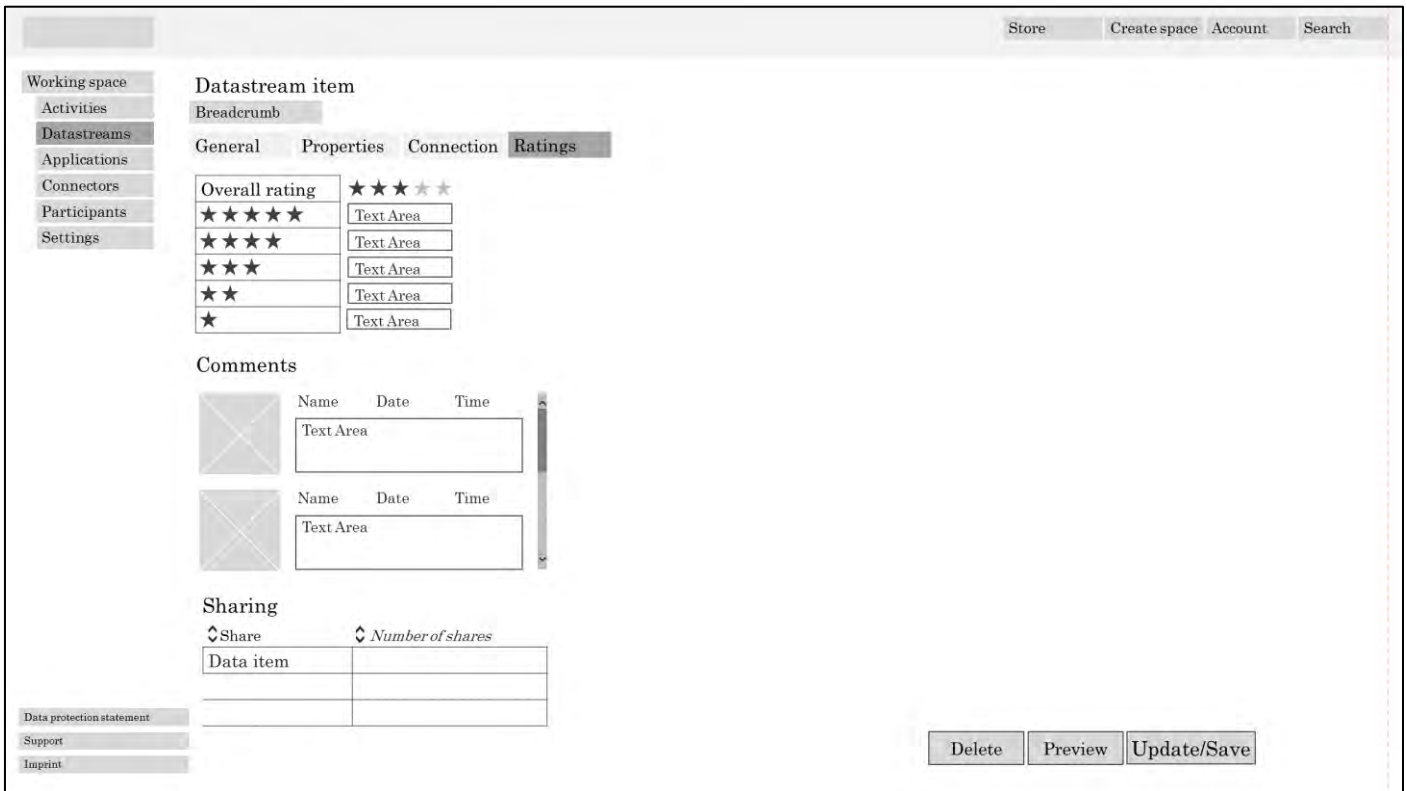 Store Create space Account Search
Working space
Activities
Datastreams
Applications
Connectors
Participants
Settings
Datastream item
Breadcrumb
General Properties Connection Ratings
Overall rating ★★★★★
★★★★★ Text Area
★★★★ Text Area
★★★ Text Area
★★ Text Area
★ Text Area
Comments
Name Date Time
Text Area
Name Date Time
Text Area
Sharing
Share Number of shares
Data item
Data protection statement
Support
Imprint
Delete Preview Update/Save